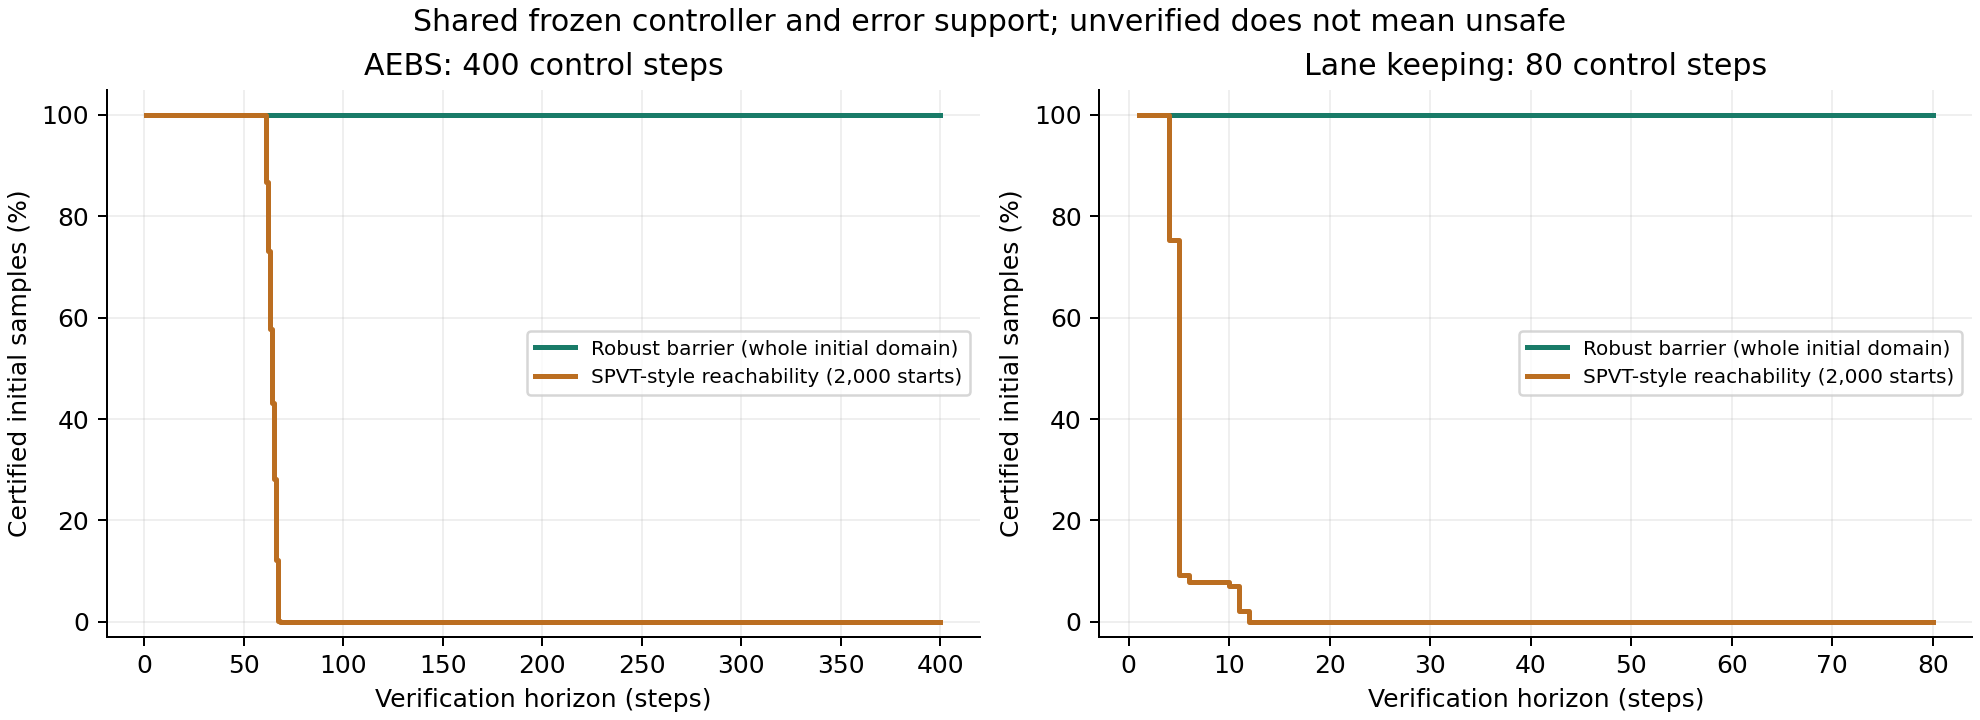 Shared frozen controller and error support; unverified does not mean unsafe
AEBS: 400 control steps
Certified initial samples (%)
100
80
60
40
20
0
Robust barrier (whole initial domain)
SPVT-style reachability (2,000 starts)
0 50 100 150 200 250 300 350 400
Verification horizon (steps)
Lane keeping: 80 control steps
Certified initial samples (%)
100
80
60
40
20
0
Robust barrier (whole initial domain)
SPVT-style reachability (2,000 starts)
0 10 20 30 40 50 60 70 80
Verification horizon (steps)